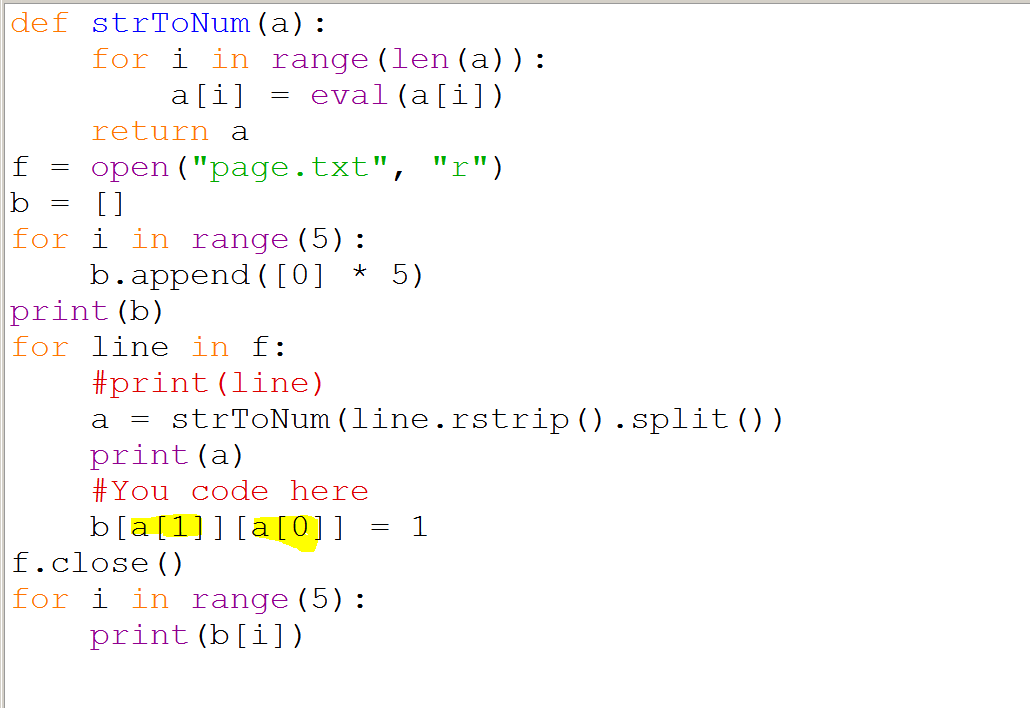 def strToNum(a):
    for i in range(len(a)):
        a[i] = eval(a[i])
    return a
f = open("page.txt", "r")
b = []
for i in range(5):
    b.append([0] * 5)
print(b)
for line in f:
    #print(line)
    a = strToNum(line.rstrip().split())
    print(a)
    #You code here
    b[a[1]][a[0]] = 1
f.close()
for i in range(5):
    print(b[i])